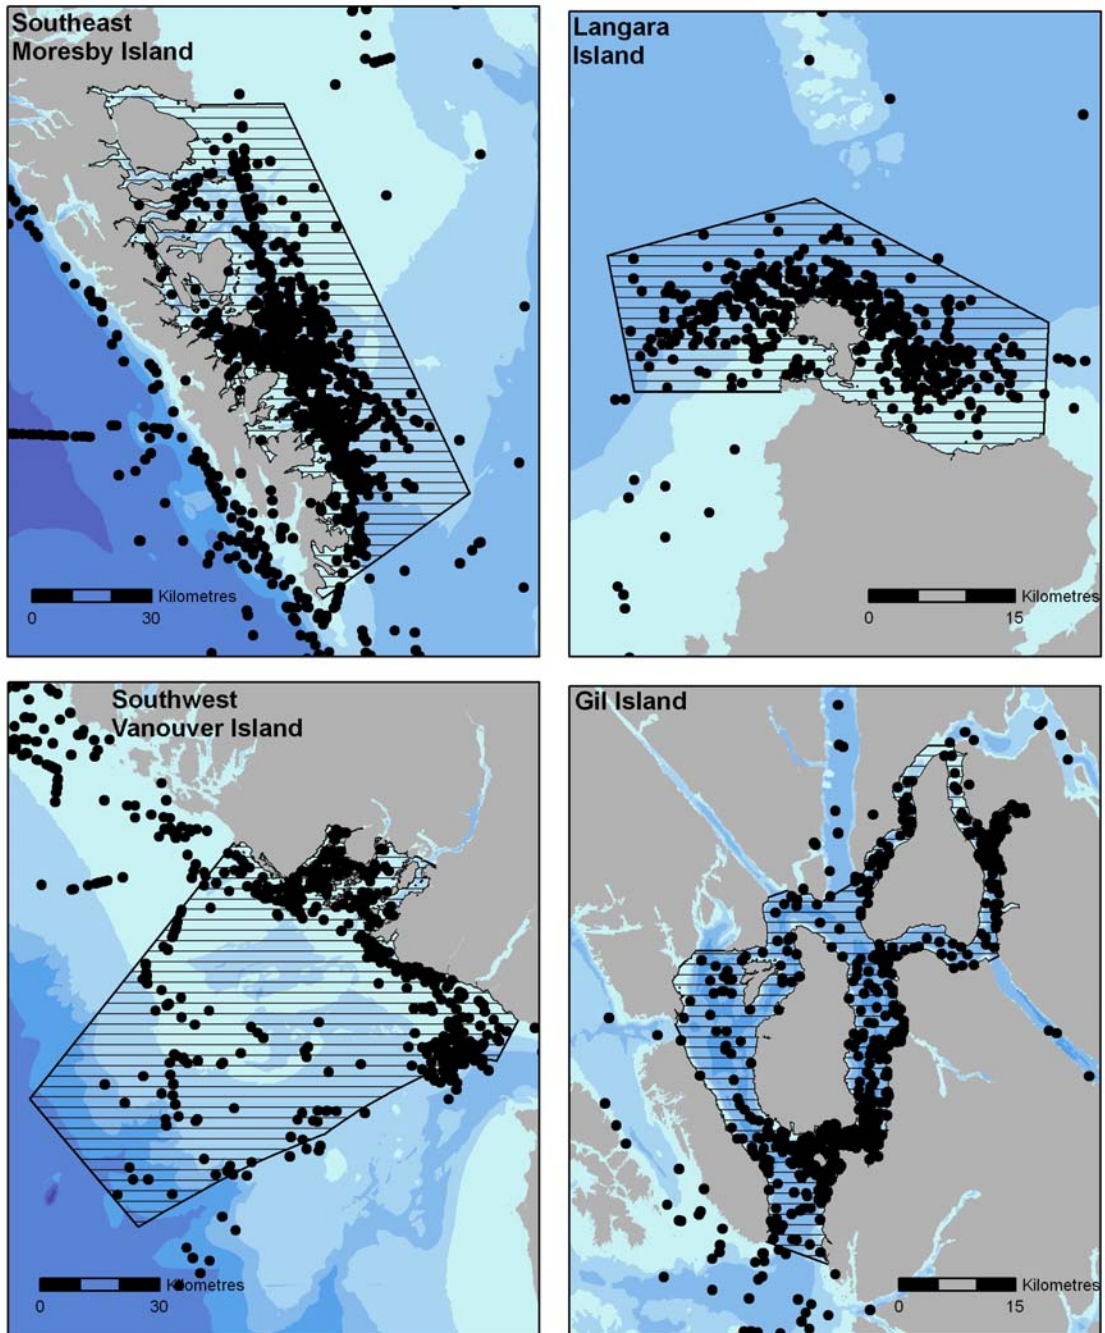 Southeast
Moresby Island
Kilometres
0 30
Langara
Island
Kilometres
0 15
Southwest
Vanouver Island
Kilometres
0 30
Gil Island
Kilometres
0 15